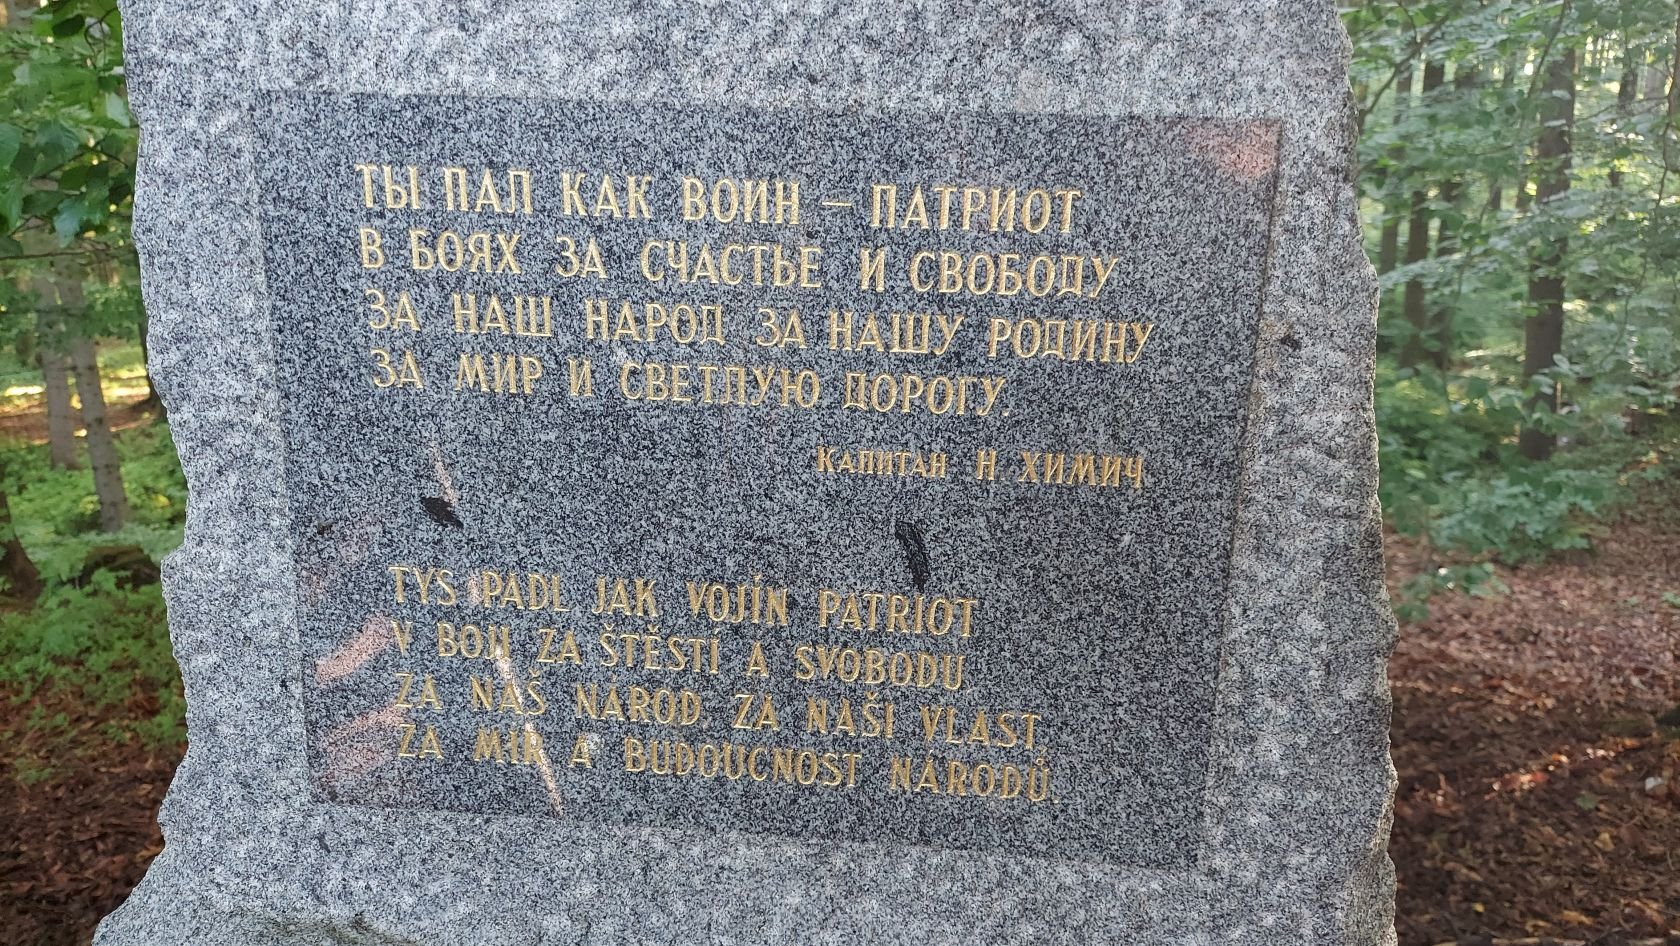 ТЫ ПАЛ КАК ВОИН – ПАТРИОТ
В БОЯХ ЗА СЧАСТЬЕ И СВОБОДУ
ЗА НАШ НАРОД ЗА НАШУ РОДИНУ
ЗА МИР И СВЕТЛУЮ ДОРОГУ.
КАПИТАН Н. ХИМИЧ
TYS PADL JAK VOJÍN PATRIOT
V BOJI ZA ŠTĚSTÍ A SVOBODU
ZA NÁŠ NÁROD, ZA NAŠI VLAST,
ZA MÍR A BUDOUCNOST NÁRODŮ.